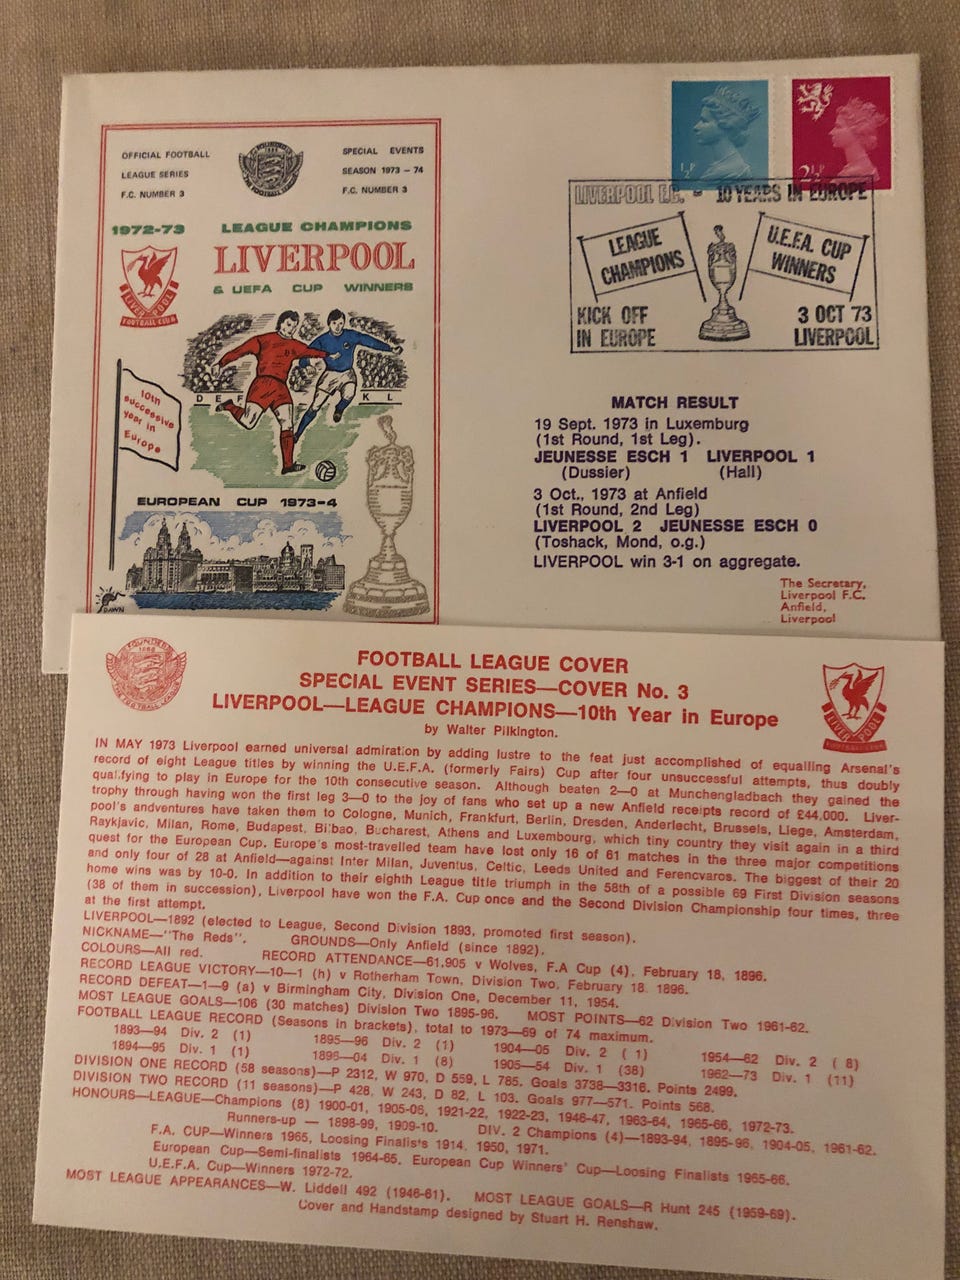 OFFICIAL FOOTBALL
LEAGUE SERIES
F.C. NUMBER 3
SPECIAL EVENTS
SEASON 1973 – 74
F.C. NUMBER 3
1972-73 LEAGUE CHAMPIONS
LIVERPOOL
& UEFA CUP WINNERS
LIVERPOOL
FOOTBALL CLUB
DEF
KL
10th
successive
year in
Europe
EUROPEAN CUP 1973-4
DAWN
½P
2½P
LIVERPOOL F.C. - 10 YEARS IN EUROPE
LEAGUE
CHAMPIONS
U.E.F.A. CUP
WINNERS
KICK OFF
IN EUROPE
3 OCT 73
LIVERPOOL
MATCH RESULT
19 Sept. 1973 in Luxemburg
(1st Round, 1st Leg).
JEUNESSE ESCH 1 LIVERPOOL 1
(Dussier) (Hall)
3 Oct., 1973 at Anfield
(1st Round, 2nd Leg)
LIVERPOOL 2 JEUNESSE ESCH 0
(Toshack, Mond, o.g.)
LIVERPOOL win 3-1 on aggregate.
The Secretary,
Liverpool F.C.
Anfield,
Liverpool
FOUNDED
1888
THE FOOTBALL LEAGUE
FOOTBALL LEAGUE COVER
SPECIAL EVENT SERIES—COVER No. 3
LIVERPOOL—LEAGUE CHAMPIONS—10th Year in Europe
by Walter Pilkington.
LIVERPOOL
FOOTBALL CLUB
IN MAY 1973 Liverpool earned universal admiration by adding lustre to the feat just accomplished of equalling Arsenal's
record of eight League titles by winning the U.E.F.A. (formerly Fairs) Cup after four unsuccessful attempts, thus doubly
qualifying to play in Europe for the 10th consecutive season. Although beaten 2—0 at Munchengladbach they gained the
trophy through having won the first leg 3—0 to the joy of fans who set up a new Anfield receipts record of £44,000. Liver-
pool's andventures have taken them to Cologne, Munich, Frankfurt, Berlin, Dresden, Anderlecht, Brussels, Liege, Amsterdam,
Raykjavic, Milan, Rome, Budapest, Bilbao, Bucharest, Athens and Luxembourg, which tiny country they visit again in a third
quest for the European Cup. Europe's most-travelled team have lost only 16 of 61 matches in the three major competitions
and only four of 28 at Anfield—against Inter Milan, Juventus, Celtic, Leeds United and Ferencvaros. The biggest of their 20
home wins was by 10-0. In addition to their eighth League title triumph in the 58th of a possible 69 First Division seasons
(38 of them in succession), Liverpool have won the F.A. Cup once and the Second Division Championship four times, three
at the first attempt.
LIVERPOOL—1892 (elected to League, Second Division 1893, promoted first season).
NICKNAME—"The Reds". GROUNDS—Only Anfield (since 1892).
COLOURS—All red. RECORD ATTENDANCE—61.905 v Wolves, F.A Cup (4), February 18, 1896.
RECORD LEAGUE VICTORY—10—1 (h) v Rotherham Town, Division Two, February 18. 1896.
RECORD DEFEAT—1—9 (a) v Birmingham City, Division One, December 11, 1954.
MOST LEAGUE GOALS—106 (30 matches) Division Two 1895-96. MOST POINTS—62 Division Two 1961-62.
FOOTBALL LEAGUE RECORD (Seasons in brackets), total to 1973—69 of 74 maximum.
1893—94 Div. 2 (1) 1895—96 Div. 2 (1) 1904—05 Div. 2 ( 1) 1954—62 Div. 2 ( 8)
1894—95 Div. 1 (1) 1896—04 Div. 1 (8) 1905—54 Div. 1 (38) 1962—73 Div. 1 (11)
DIVISION ONE RECORD (58 seasons)—P 2312, W 970, D 559, L 785. Goals 3738—3316. Points 2499.
DIVISION TWO RECORD (11 seasons)—P 428, W 243, D 82, L 103. Goals 977—571. Points 568.
HONOURS—LEAGUE—Champions (8) 1900-01, 1905-06, 1921-22, 1922-23, 1946-47, 1963-64, 1965-66, 1972-73.
Runners-up — 1898-99, 1909-10. DIV. 2 Champions (4)—1893-94, 1895-96, 1904-05, 1961-62.
F.A. CUP—Winners 1965, Loosing Finalists 1914, 1950, 1971.
European Cup—Semi-finalists 1964-65. European Cup Winners' Cup—Loosing Finalists 1965-66.
U.E.F.A. Cup—Winners 1972-72.
MOST LEAGUE APPEARANCES—W. Liddell 492 (1946-61). MOST LEAGUE GOALS—R Hunt 245 (1959-69).
Cover and Handstamp designed by Stuart H. Renshaw.